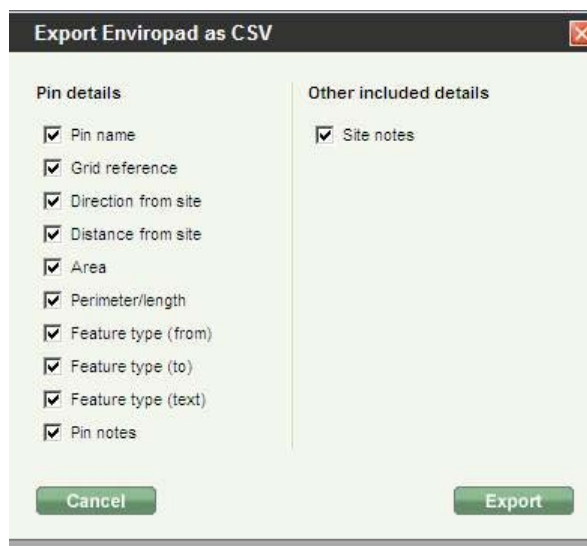 Export Enviropad as CSV
Pin details
Pin name
Grid reference
Direction from site
Distance from site
Area
Perimeter/length
Feature type (from)
Feature type (to)
Feature type (text)
Pin notes
Other included details
Site notes
Cancel
Export